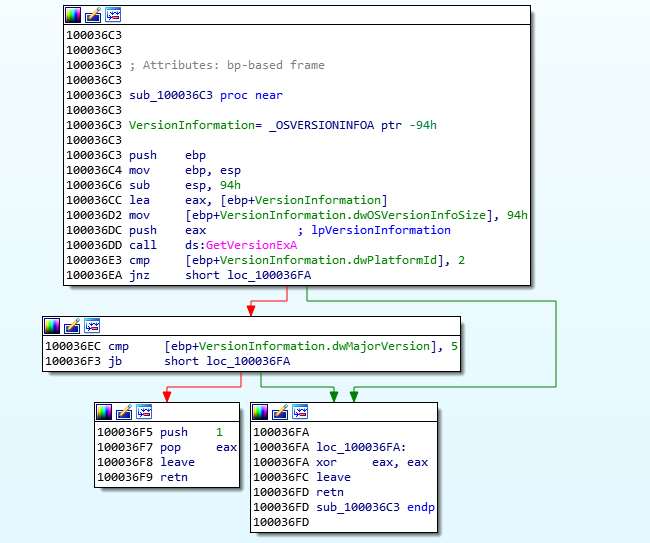 100036C3
100036C3
100036C3 ; Attributes: bp-based frame
100036C3
100036C3 sub_100036C3 proc near
100036C3
100036C3 VersionInformation= _OSVERSIONINFOA ptr -94h
100036C3
100036C3 push ebp
100036C4 mov ebp, esp
100036C6 sub esp, 94h
100036CC lea eax, [ebp+VersionInformation]
100036D2 mov [ebp+VersionInformation.dwOSVersionInfoSize], 94h
100036DC push eax ; lpVersionInformation
100036DD call ds:GetVersionExA
100036E3 cmp [ebp+VersionInformation.dwPlatformId], 2
100036EA jnz short loc_100036FA
100036EC cmp [ebp+VersionInformation.dwMajorVersion], 5
100036F3 jb short loc_100036FA
100036F5 push 1
100036F7 pop eax
100036F8 leave
100036F9 retn
100036FA
100036FA loc_100036FA:
100036FA xor eax, eax
100036FC leave
100036FD retn
100036FD sub_100036C3 endp
100036FD